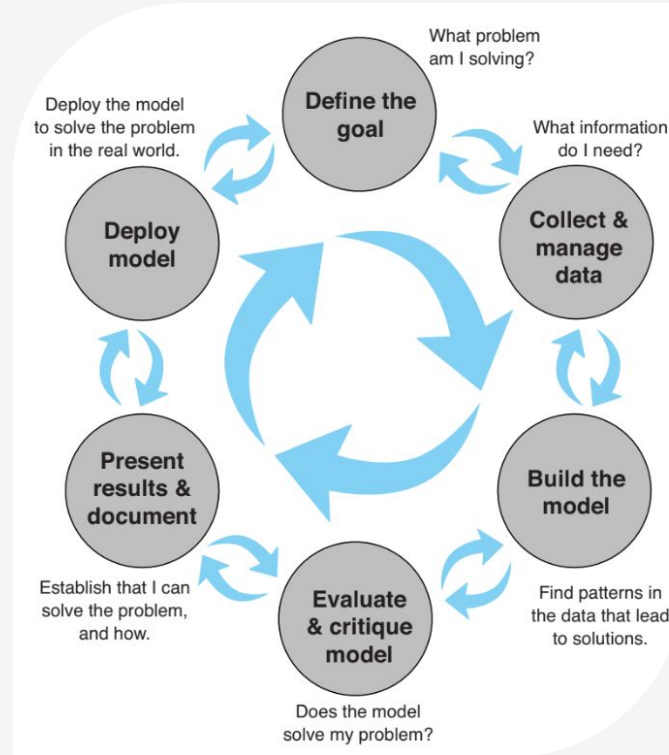 What problem
am I solving?
Define the
goal
What information
do I need?
Collect &
manage
data
Build the
model
Find patterns in
the data that lead
to solutions.
Evaluate
& critique
model
Does the model
solve my problem?
Present
results &
document
Establish that I can
solve the problem,
and how.
Deploy
model
Deploy the model
to solve the problem
in the real world.